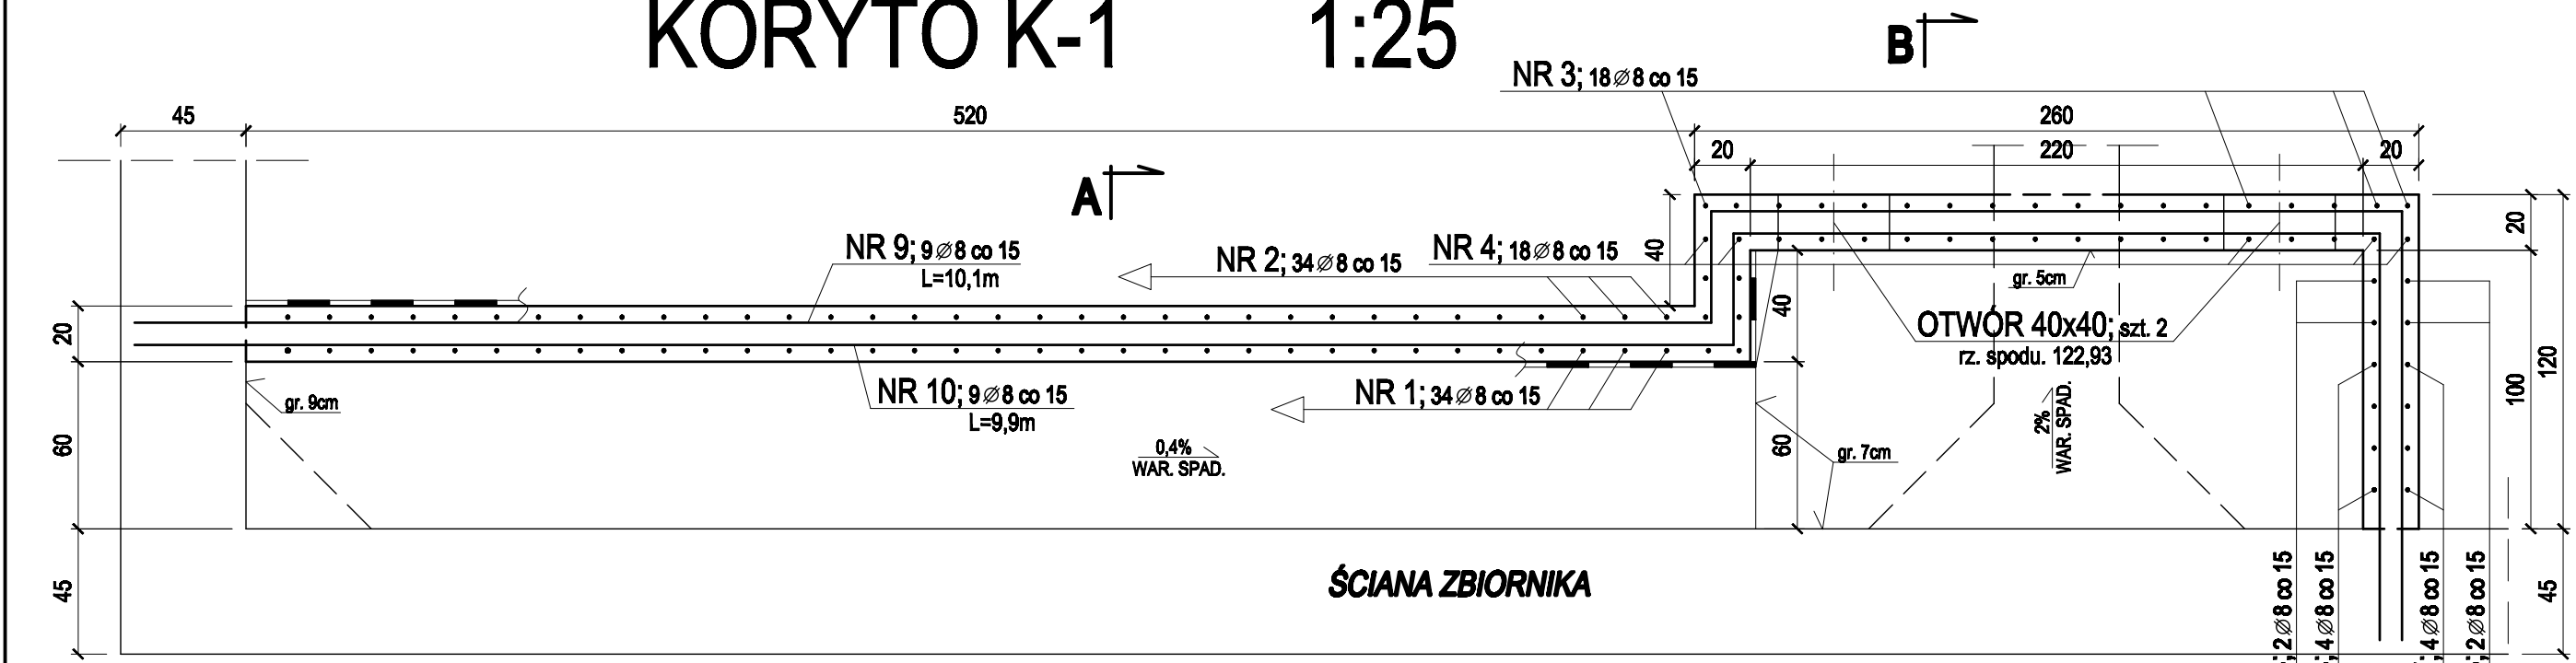 KORYTO K-1 1:25
B
NR 3; 18⌀8 co 15
45
520
260
20
220
20
A
NR 9; 9⌀8 co 15
L=10,1m
NR 2; 34⌀8 co 15
NR 4; 18⌀8 co 15
40
20
gr. 5cm
20
40
OTWÓR 40x40; szt. 2
rz. spodu. 122,93
120
100
gr. 9cm
NR 10; 9⌀8 co 15
L=9,9m
NR 1; 34⌀8 co 15
60
0,4%
WAR. SPAD.
60
gr. 7cm
2%
WAR. SPAD.
45
ŚCIANA ZBIORNIKA
; 2⌀8 co 15
; 4⌀8 co 15
; 4⌀8 co 15
; 2⌀8 co 15
45